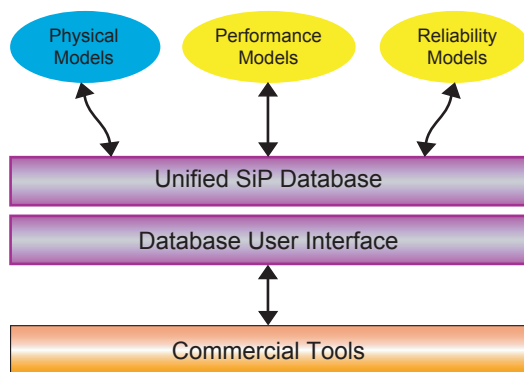 Physical
Models
Performance
Models
Reliability
Models
Unified SiP Database
Database User Interface
Commercial Tools